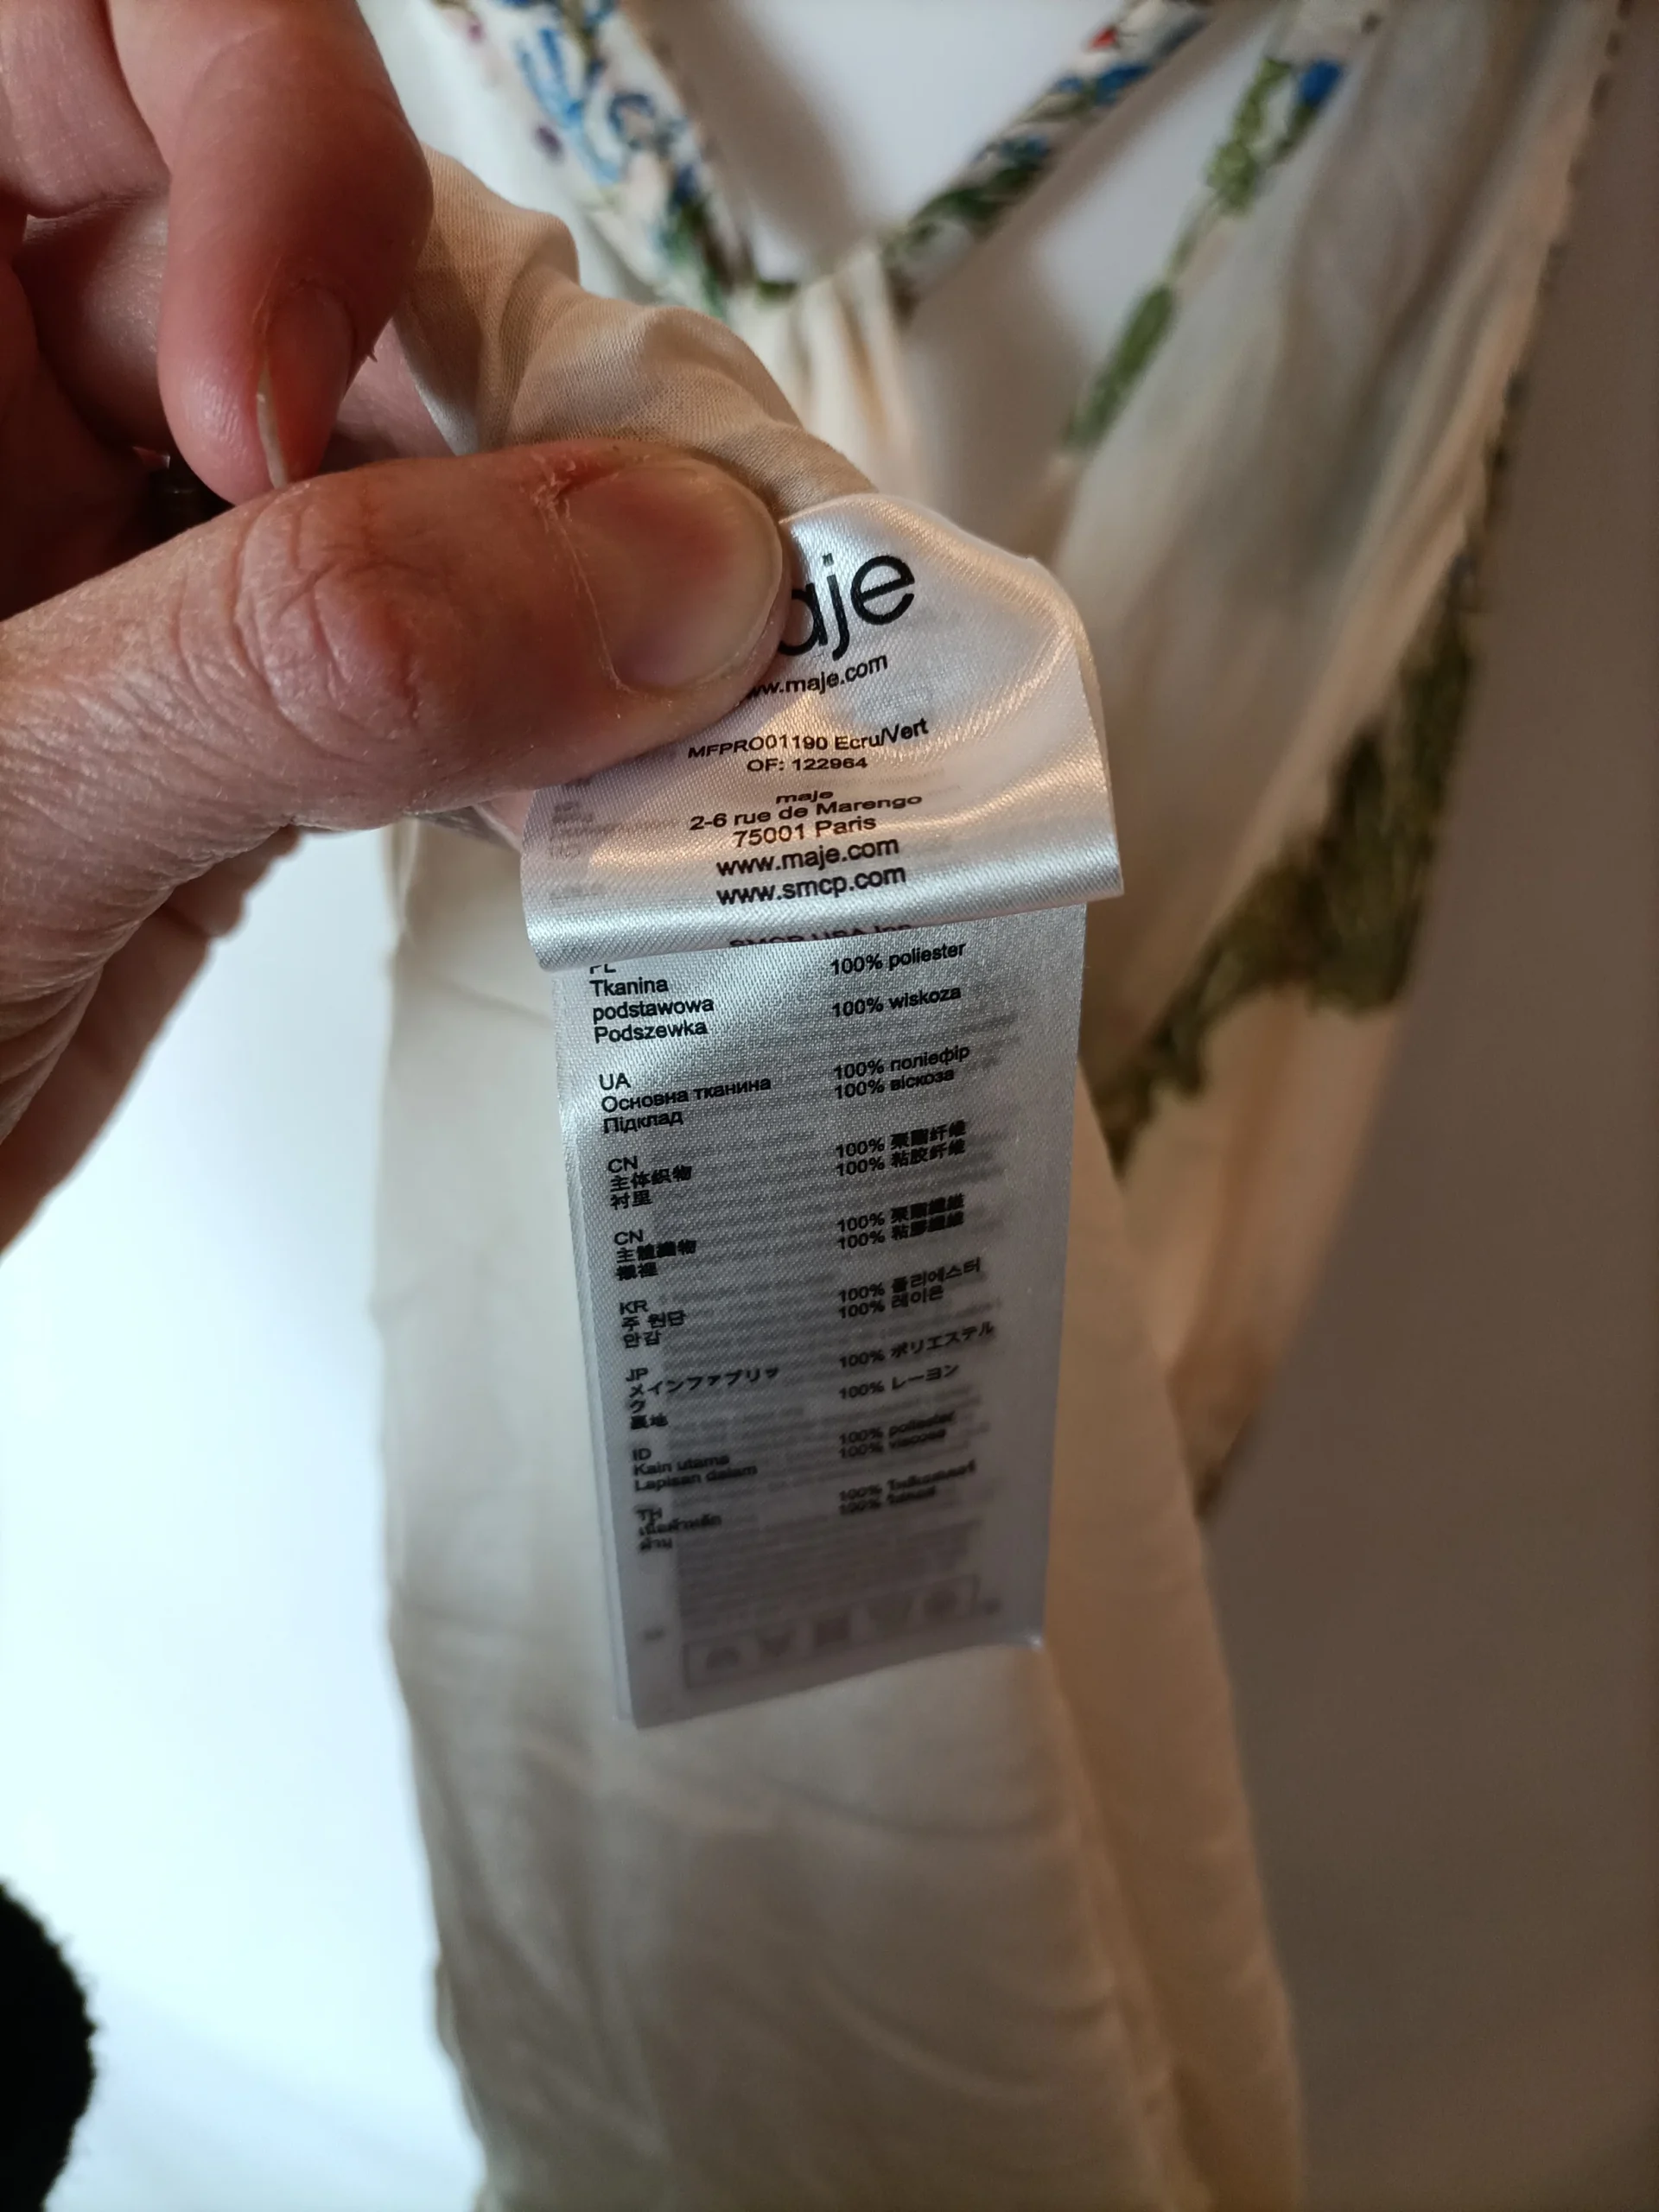 aje
ww.maje.com
MFPRO01190 Ecru/Vert
OF: 122964
maje
2-6 rue de Marengo
75001 Paris
www.maje.com
www.smcp.com
SMCP USA Inc
PL
Tkanina 100% poliester
podstawowa
Podszewka 100% wiskoza
UA
Основна тканина 100% поліефір
Підклад 100% віскоза
CN
主体织物 100% 聚酯纤维
衬里 100% 粘胶纤维
CN
主體織物 100% 聚酯纖維
襯裡 100% 粘膠纖維
KR
주 원단 100% 폴리에스터
안감 100% 레이온
JP
メインファブリッ 100% ポリエステル
ク
裏地 100% レーヨン
ID
Kain utama 100% poliester
Lapisan dalam 100% viscose
TH
100%
100%